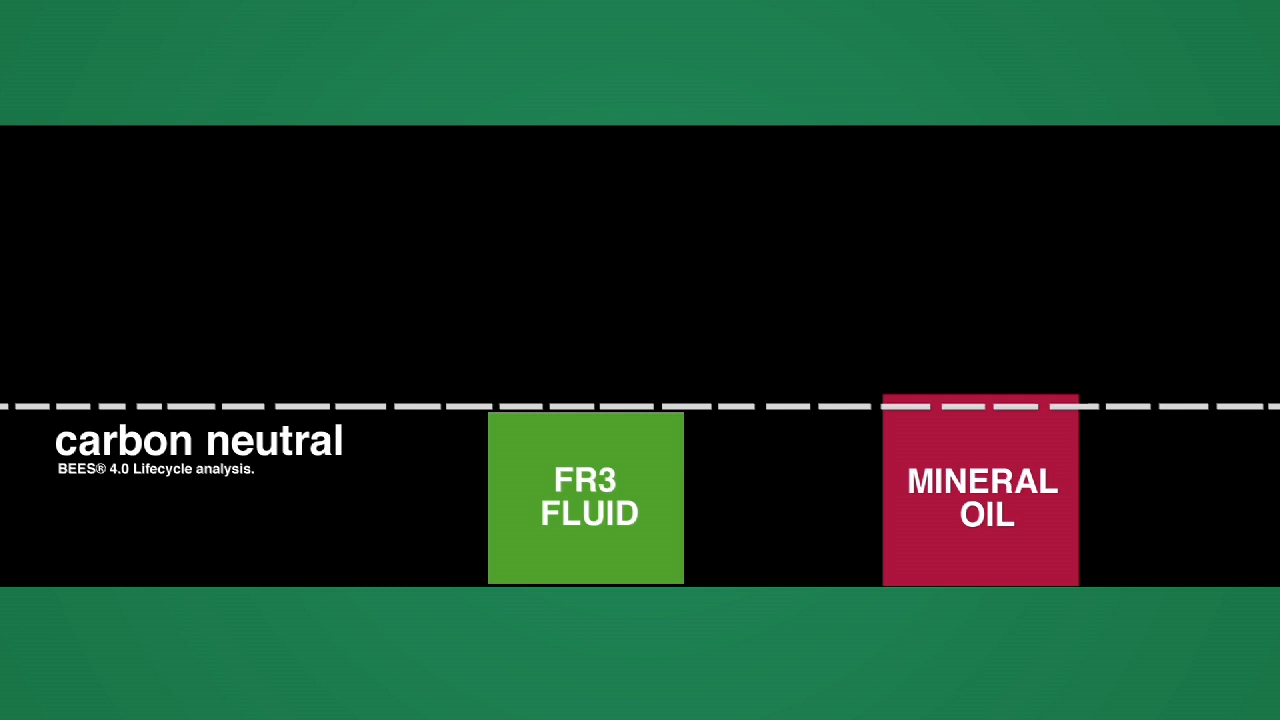 carbon neutral
BEES® 4.0 Lifecycle analysis.
FR3
FLUID
MINERAL
OIL